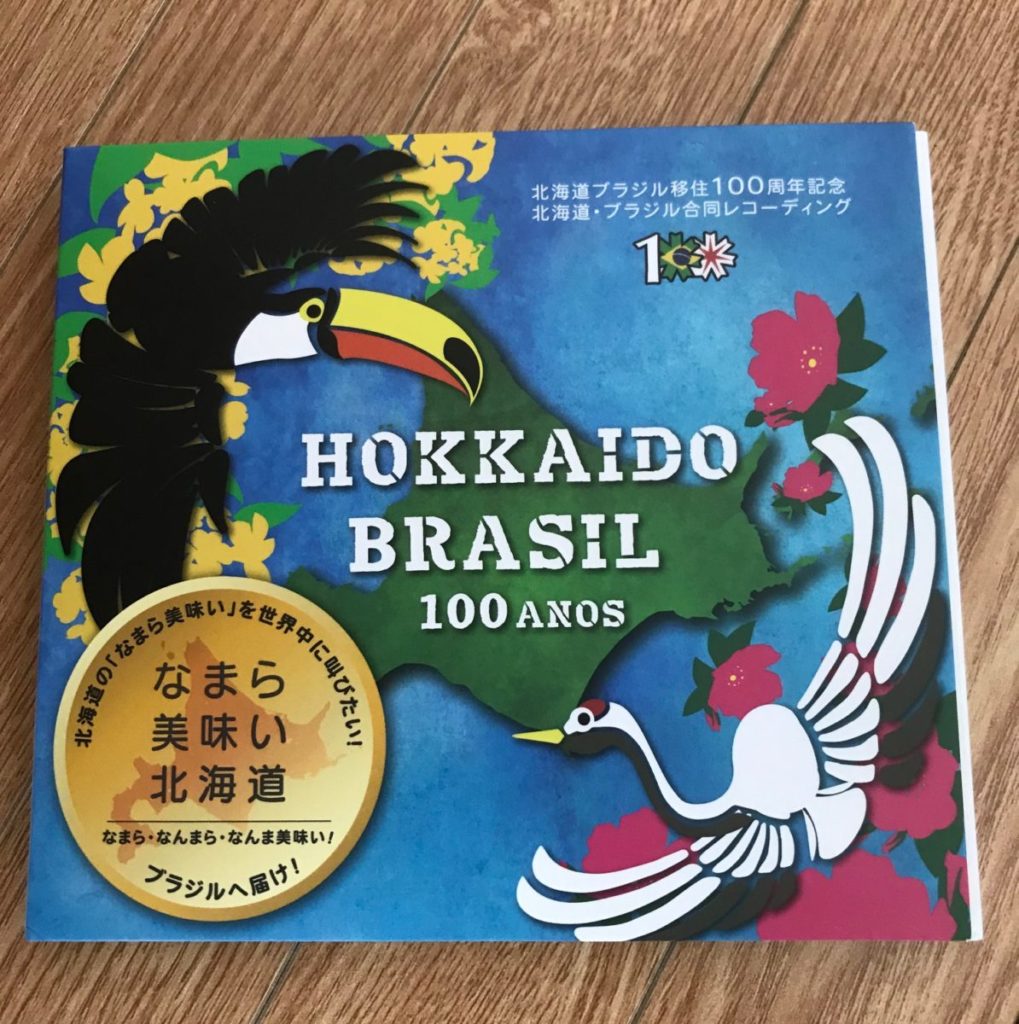 北海道ブラジル移住100周年記念
北海道・ブラジル合同レコーディング
100
HOKKAIDO
BRASIL
100 ANOS
北海道の「なまら美味い」を世界中に叫びたい!
なまら
美味い
北海道
なまら・なんまら・なんま美味い!
ブラジルへ届け!